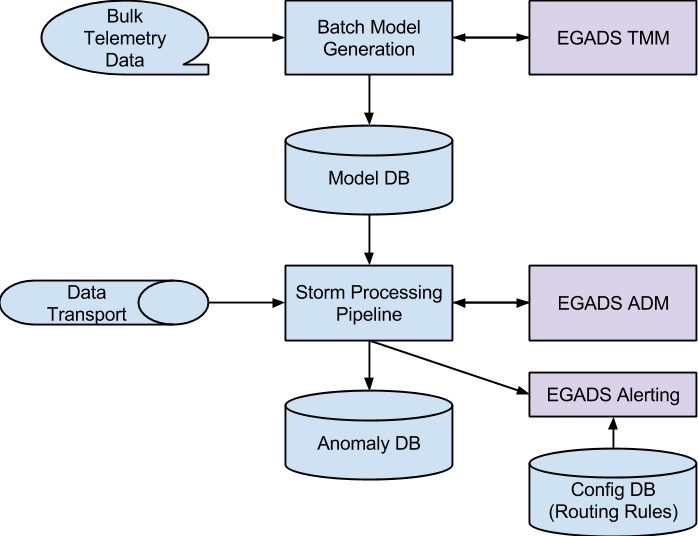 Bulk
Telemetry
Data
Batch Model
Generation
EGADS TMM
Model DB
Data
Transport
Storm Processing
Pipeline
EGADS ADM
EGADS Alerting
Anomaly DB
Config DB
(Routing Rules)